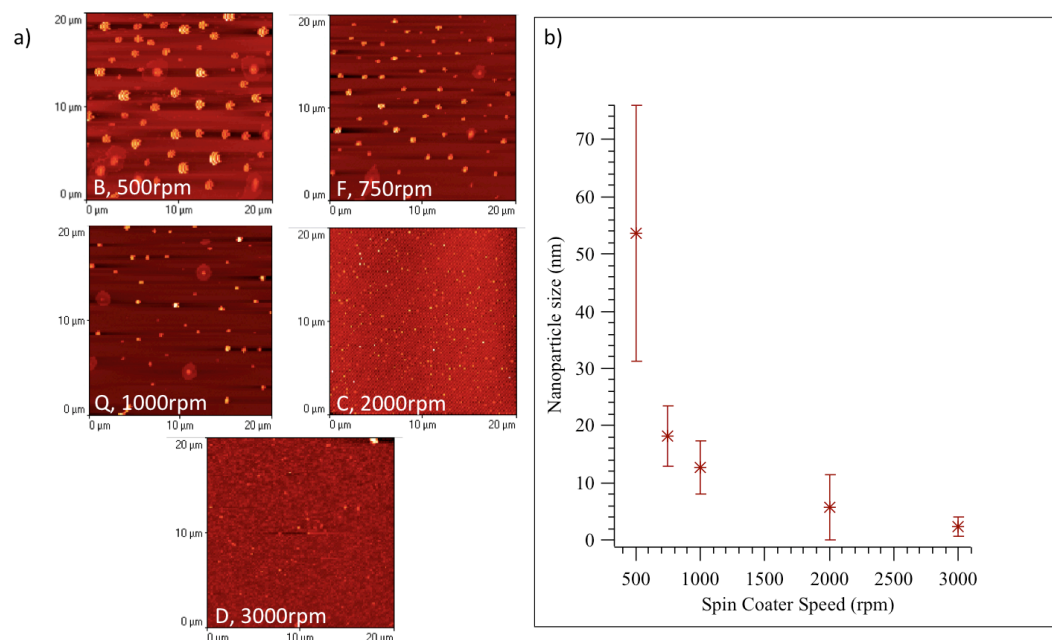 a)
20 µm
10 µm
0 µm
B, 500rpm
0 µm
10 µm
20 µm
20 µm
10 µm
0 µm
F, 750rpm
0 µm
10 µm
20 µm
20 µm
10 µm
0 µm
Q, 1000rpm
0 µm
10 µm
20 µm
20 µm
10 µm
0 µm
C, 2000rpm
0 µm
10 µm
20 µm
20 µm
10 µm
0 µm
D, 3000rpm
0 µm
10 µm
20 µm
b)
Nanoparticle size (nm)
70
60
50
40
30
20
10
0
500
1000
1500
2000
2500
3000
Spin Coater Speed (rpm)